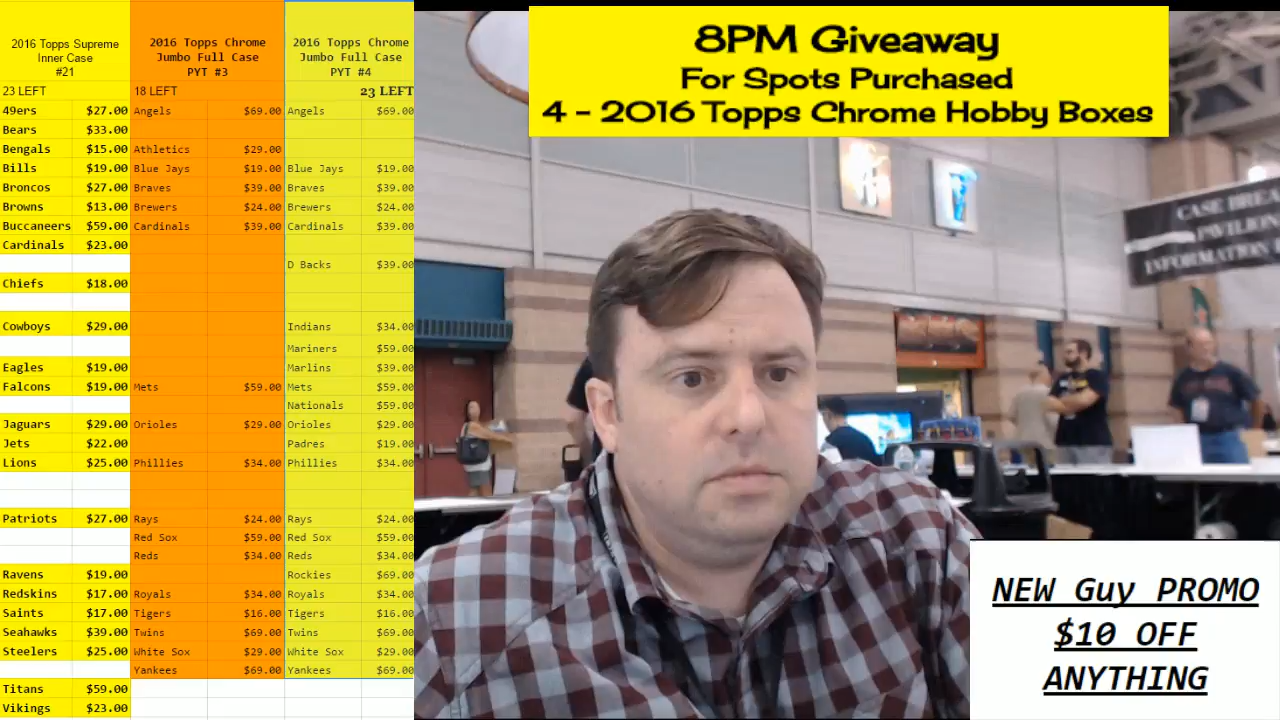 2016 Topps Supreme
Inner Case
#21
23 LEFT
49ers $27.00
Bears $33.00
Bengals $15.00
Bills $19.00
Broncos $27.00
Browns $13.00
Buccaneers $59.00
Cardinals $23.00
Chiefs $18.00
Cowboys $29.00
Eagles $19.00
Falcons $19.00
Jaguars $29.00
Jets $22.00
Lions $25.00
Patriots $27.00
Ravens $19.00
Redskins $17.00
Saints $17.00
Seahawks $39.00
Steelers $25.00
Titans $59.00
Vikings $23.00
2016 Topps Chrome
Jumbo Full Case
PYT #3
18 LEFT
Angels $69.00
Athletics $29.00
Blue Jays $19.00
Braves $39.00
Brewers $24.00
Cardinals $39.00
Mets $59.00
Orioles $29.00
Phillies $34.00
Rays $24.00
Red Sox $59.00
Reds $34.00
Royals $34.00
Tigers $16.00
Twins $69.00
White Sox $29.00
Yankees $69.00
2016 Topps Chrome
Jumbo Full Case
PYT #4
23 LEFT
Angels $69.00
Blue Jays $19.00
Braves $39.00
Brewers $24.00
Cardinals $39.00
D Backs $39.00
Indians $34.00
Mariners $59.00
Marlins $39.00
Mets $59.00
Nationals $59.00
Orioles $29.00
Padres $19.00
Phillies $34.00
Rays $24.00
Red Sox $59.00
Reds $34.00
Rockies $69.00
Royals $34.00
Tigers $16.00
Twins $69.00
White Sox $29.00
Yankees $69.00
8PM Giveaway
For Spots Purchased
4 - 2016 Topps Chrome Hobby Boxes
CASE BREA
PAVILION
INFORMATION
NEW Guy PROMO
$10 OFF
ANYTHING